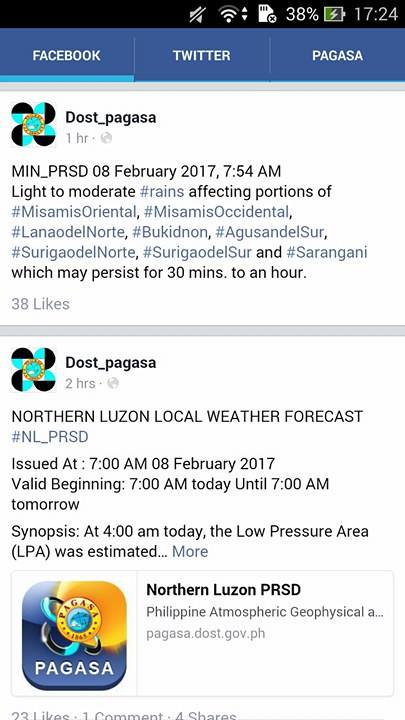 38% 17:24
FACEBOOK TWITTER PAGASA
Dost_pagasa
1 hr ·
MIN_PRSD 08 February 2017, 7:54 AM
Light to moderate #rains affecting portions of
#MisamisOriental, #MisamisOccidental,
#LanaodelNorte, #Bukidnon, #AgusandelSur,
#SurigaodelNorte, #SurigaodelSur and #Sarangani
which may persist for 30 mins. to an hour.
38 Likes
Dost_pagasa
2 hrs ·
NORTHERN LUZON LOCAL WEATHER FORECAST
#NL_PRSD
Issued At : 7:00 AM 08 February 2017
Valid Beginning: 7:00 AM today Until 7:00 AM
tomorrow
Synopsis: At 4:00 am today, the Low Pressure Area
(LPA) was estimated... More
PAGASA
1865
PAGASA
Northern Luzon PRSD
Philippine Atmospheric Geophysical a...
pagasa.dost.gov.ph
23 Likes · 1 Comment · 4 Shares